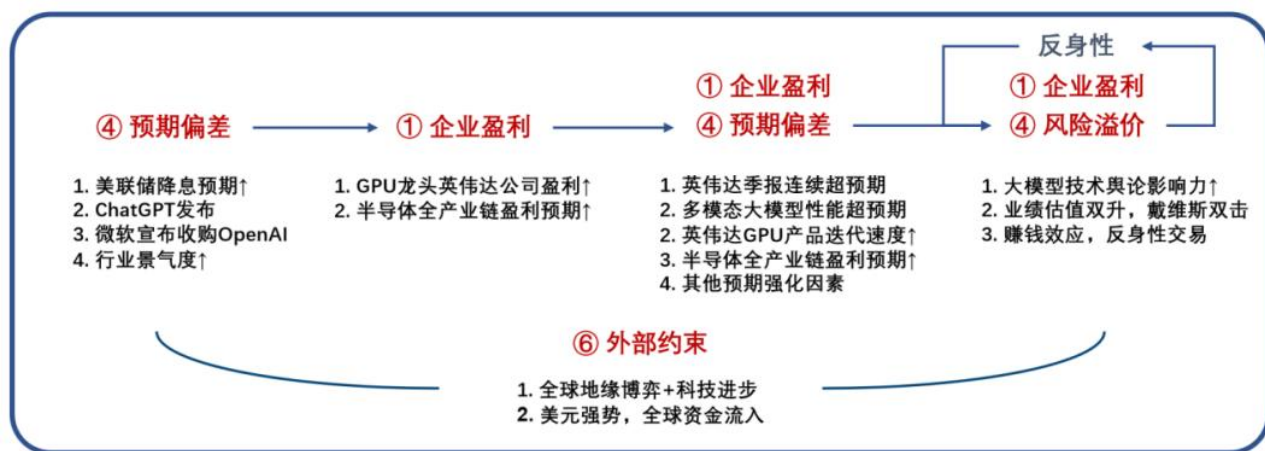 反身性
④ 预期偏差
① 企业盈利
① 企业盈利
④ 预期偏差
① 企业盈利
④ 风险溢价
1. 美联储降息预期↑
2. ChatGPT发布
3. 微软宣布收购OpenAI
4. 行业景气度↑
1. GPU龙头英伟达公司盈利↑
2. 半导体全产业链盈利预期↑
1. 英伟达季报连续超预期
2. 多模态大模型性能超预期
2. 英伟达GPU产品迭代速度↑
3. 半导体全产业链盈利预期↑
4. 其他预期强化因素
1. 大模型技术舆论影响力↑
2. 业绩估值双升，戴维斯双击
3. 赚钱效应，反身性交易
⑥ 外部约束
1. 全球地缘博弈+科技进步
2. 美元强势，全球资金流入